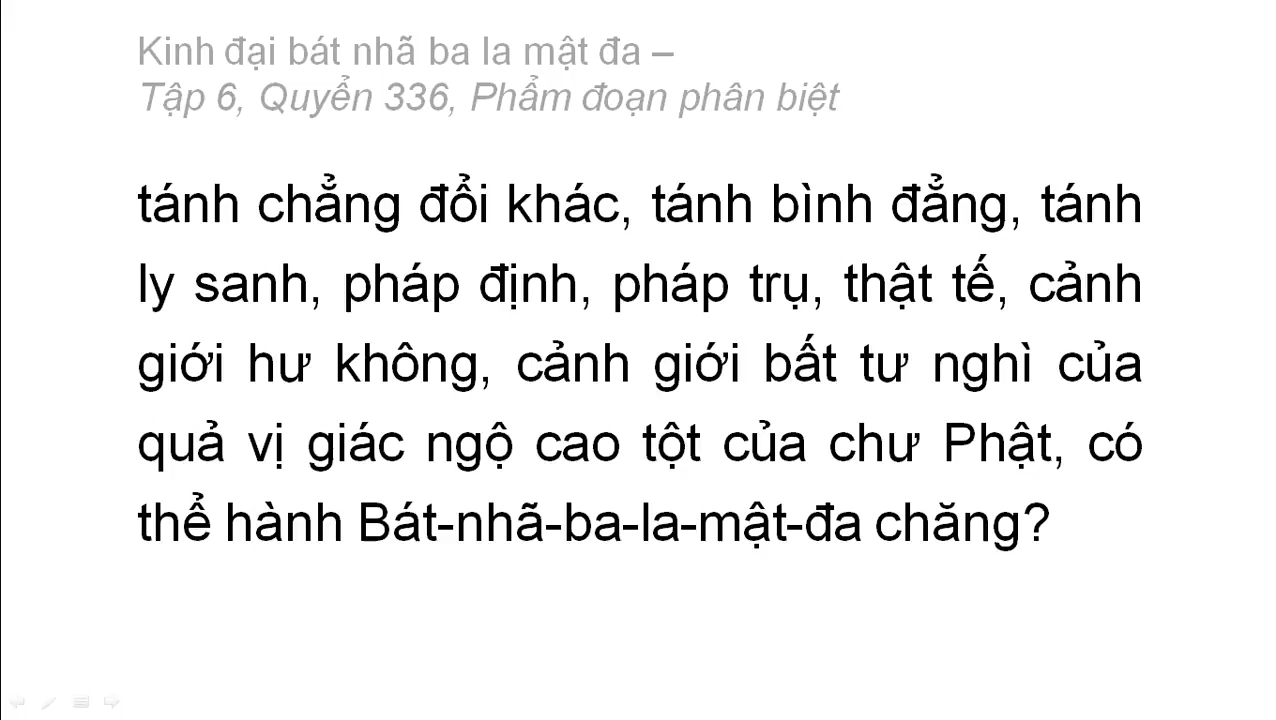 Kinh đại bát nhã ba la mật đa –
Tập 6, Quyển 336, Phẩm đoạn phân biệt
tánh chẳng đổi khác, tánh bình đẳng, tánh
ly sanh, pháp định, pháp trụ, thật tế, cảnh
giới hư không, cảnh giới bất tư nghì của
quả vị giác ngộ cao tột của chư Phật, có
thể hành Bát-nhã-ba-la-mật-đa chăng?